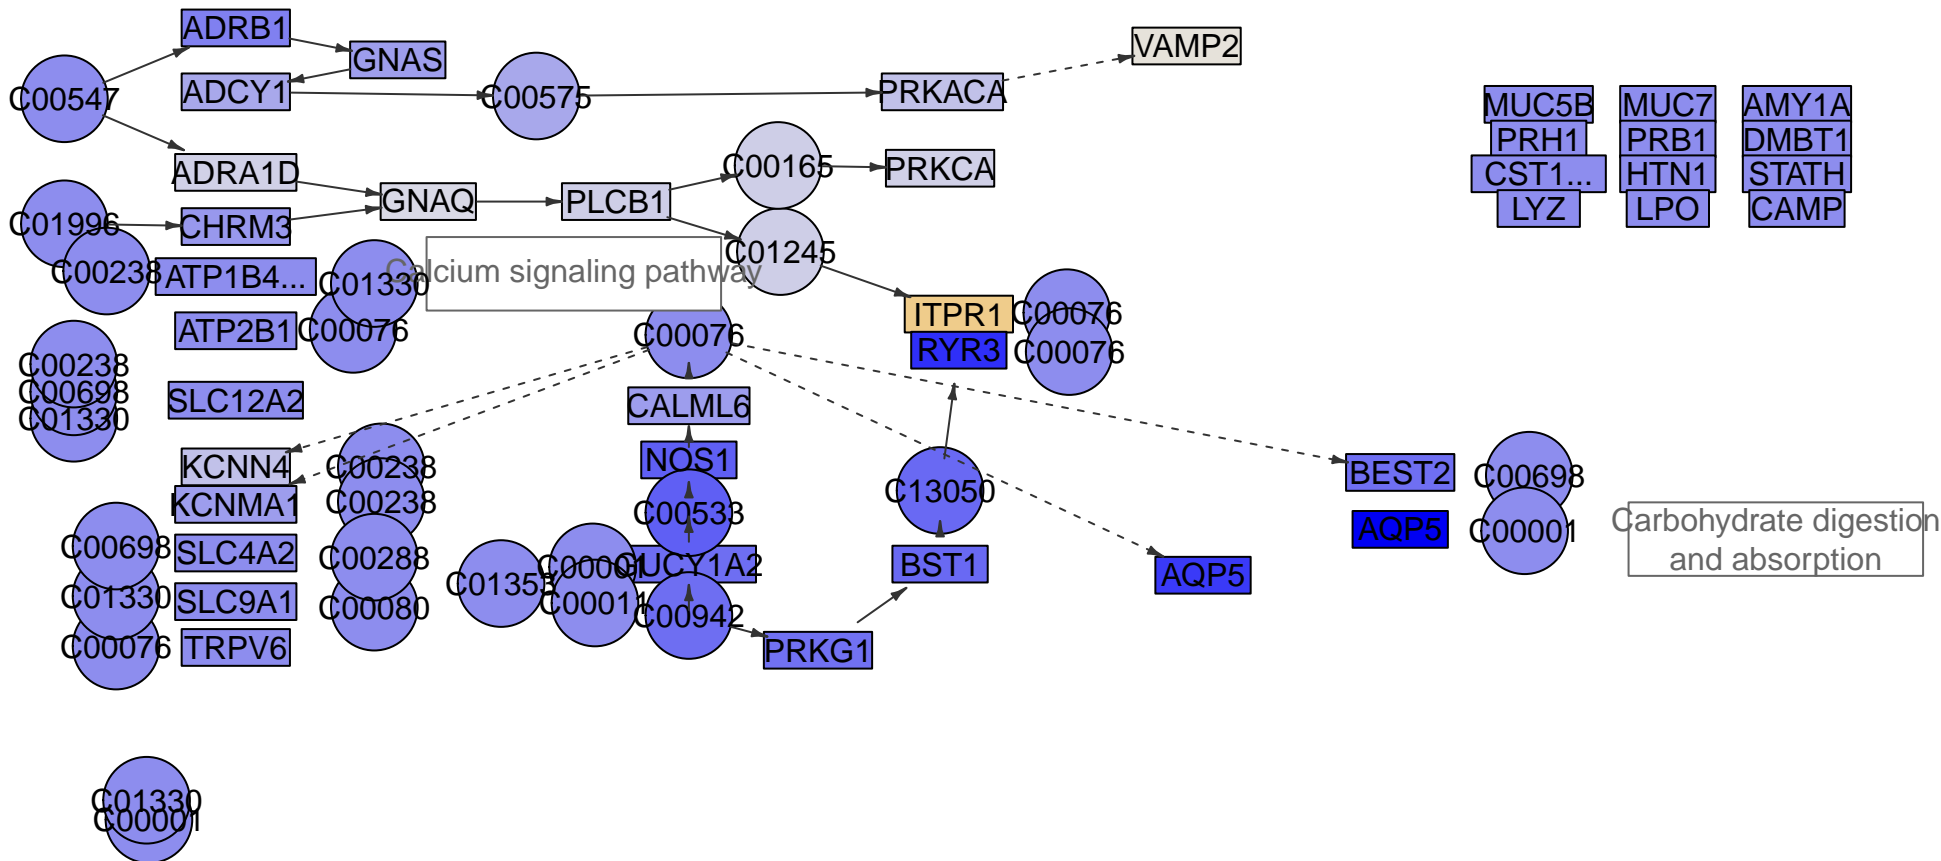 ADRB1
GNAS
VAMP2
C00547
ADCY1
C00575
PRKACA
MUC5B
MUC7
AMY1A
PRH1
PRB1
DMBT1
ADRA1D
C00165
PRKCA
CST1...
HTN1
STATH
GNAQ
PLCB1
LYZ
LPO
CAMP
C01996
CHRM3
C01245
C00238
ATP1B4...
C01330
Calcium signaling pathway
ATP2B1
C00076
C00076
ITPR1
C00076
RYR3
C00076
C00238
C00698
C01330
SLC12A2
CALML6
KCNN4
C00238
NOS1
BEST2
C00698
KCNMA1
C00238
C00533
C13050
AQP5
C00001
Carbohydrate digestion
and absorption
C00698
SLC4A2
C00288
C01353
C00001
GUCY1A2
BST1
AQP5
C01330
SLC9A1
C00080
C00011
C00942
C00076
TRPV6
PRKG1
C01330
C00001